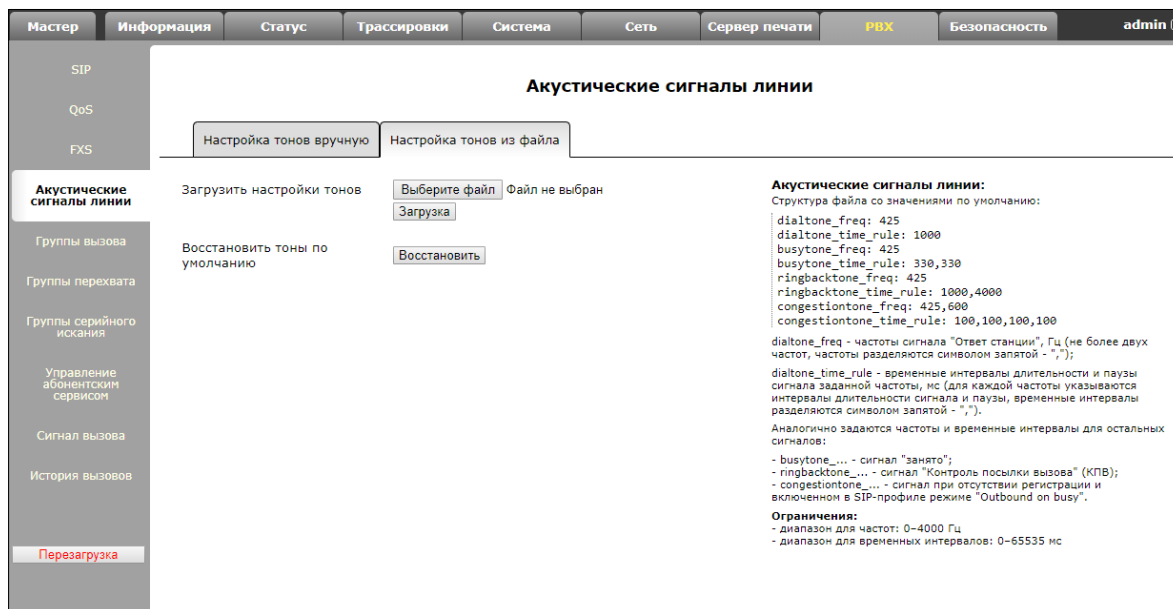 Мастер Информация Статус Трассировки Система Сеть Сервер печати PBX Безопасность admin (
SIP
QoS
FXS
Акустические
сигналы линии
Группы вызова
Группы перехвата
Группы серийного
искания
Управление
абонентским
сервисом
Сигнал вызова
История вызовов
Перезагрузка
Акустические сигналы линии
Настройка тонов вручную Настройка тонов из файла
Загрузить настройки тонов Выберите файл Файл не выбран
Загрузка
Восстановить тоны по
умолчанию
Восстановить
Акустические сигналы линии:
Структура файла со значениями по умолчанию:
dialtone_freq: 425
dialtone_time_rule: 1000
busytone_freq: 425
busytone_time_rule: 330,330
ringbacktone_freq: 425
ringbacktone_time_rule: 1000,4000
congestiontone_freq: 425,600
congestiontone_time_rule: 100,100,100,100
dialtone_freq - частоты сигнала "Ответ станции", Гц (не более двух
частот, частоты разделяются символом запятой - ",");
dialtone_time_rule - временные интервалы длительности и паузы
сигнала заданной частоты, мс (для каждой частоты указываются
интервалы длительности сигнала и паузы, временные интервалы
разделяются символом запятой - ",").
Аналогично задаются частоты и временные интервалы для остальных
сигналов:
- busytone_... - сигнал "занято";
- ringbacktone_... - сигнал "Контроль посылки вызова" (КПВ);
- congestiontone_... - сигнал при отсутствии регистрации и
включенном в SIP-профиле режиме "Outbound on busy".
Ограничения:
- диапазон для частот: 0–4000 Гц
- диапазон для временных интервалов: 0–65535 мс